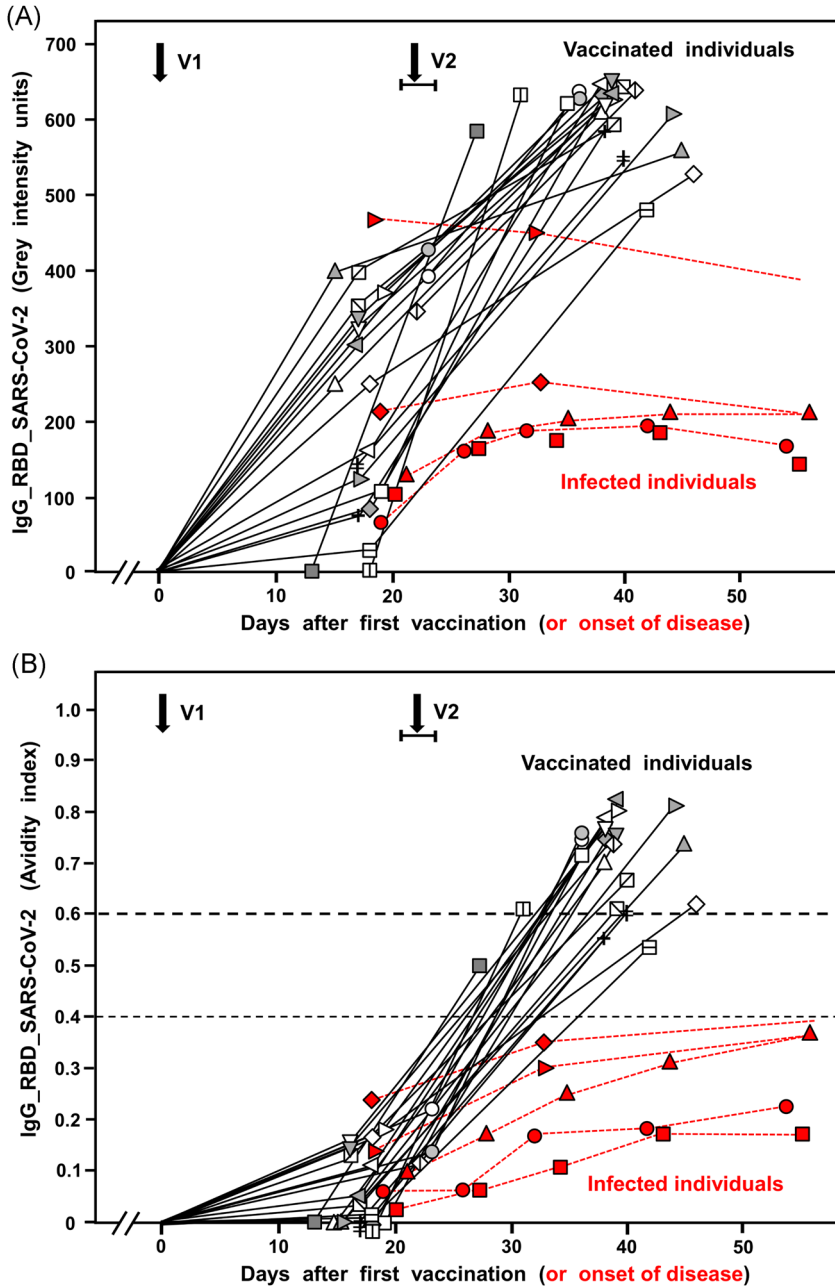 (A)
IgG_RBD_SARS-CoV-2 (Grey intensity units)
700
600
500
400
300
200
100
0
V1
V2
Vaccinated individuals
Infected individuals
0
10
20
30
40
50
Days after first vaccination (or onset of disease)
(B)
IgG_RBD_SARS-CoV-2 (Avidity index)
1.0
0.9
0.8
0.7
0.6
0.5
0.4
0.3
0.2
0.1
0
V1
V2
Vaccinated individuals
Infected individuals
0
10
20
30
40
50
Days after first vaccination (or onset of disease)